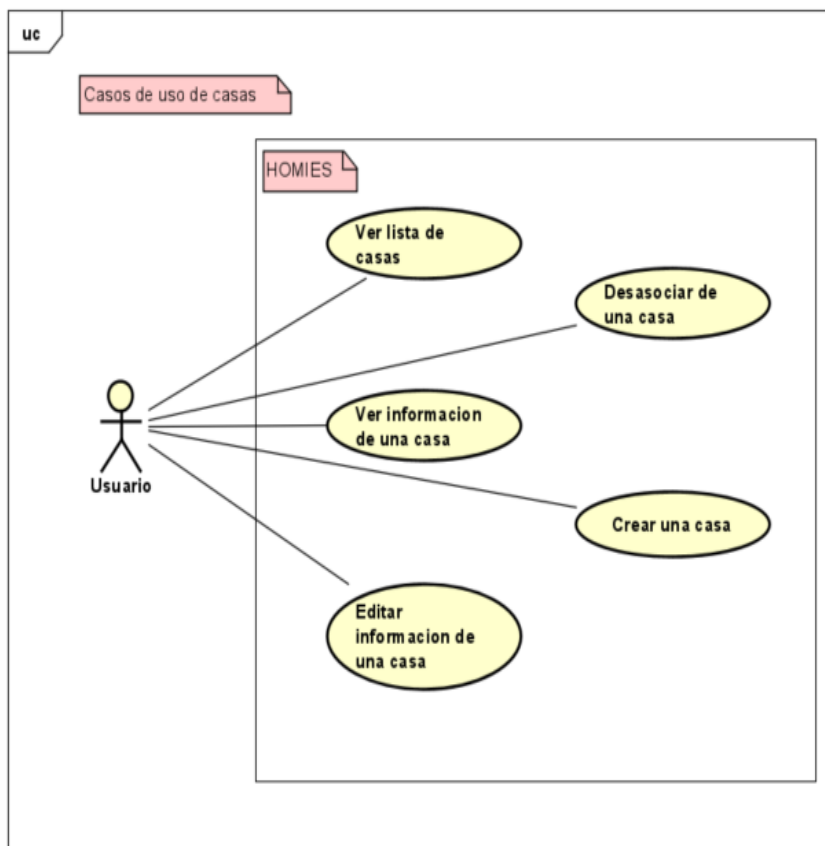 uc
Casos de uso de casas
HOMIES
Ver lista de
casas
Desasociar de
una casa
Ver informacion
de una casa
Usuario
Crear una casa
Editar
informacion de
una casa